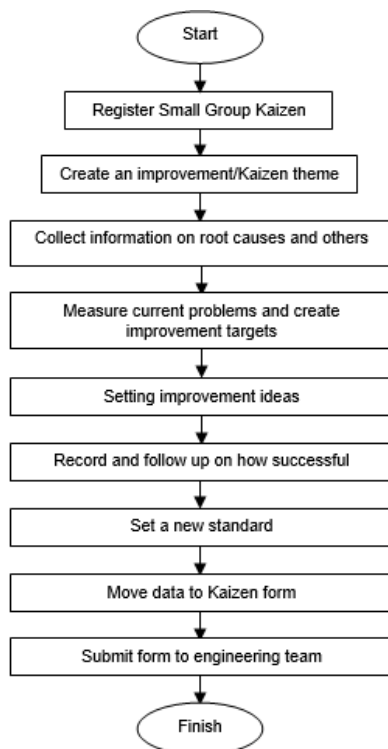 Start
Register Small Group Kaizen
Create an improvement/Kaizen theme
Collect information on root causes and others
Measure current problems and create
improvement targets
Setting improvement ideas
Record and follow up on how successful
Set a new standard
Move data to Kaizen form
Submit form to engineering team
Finish